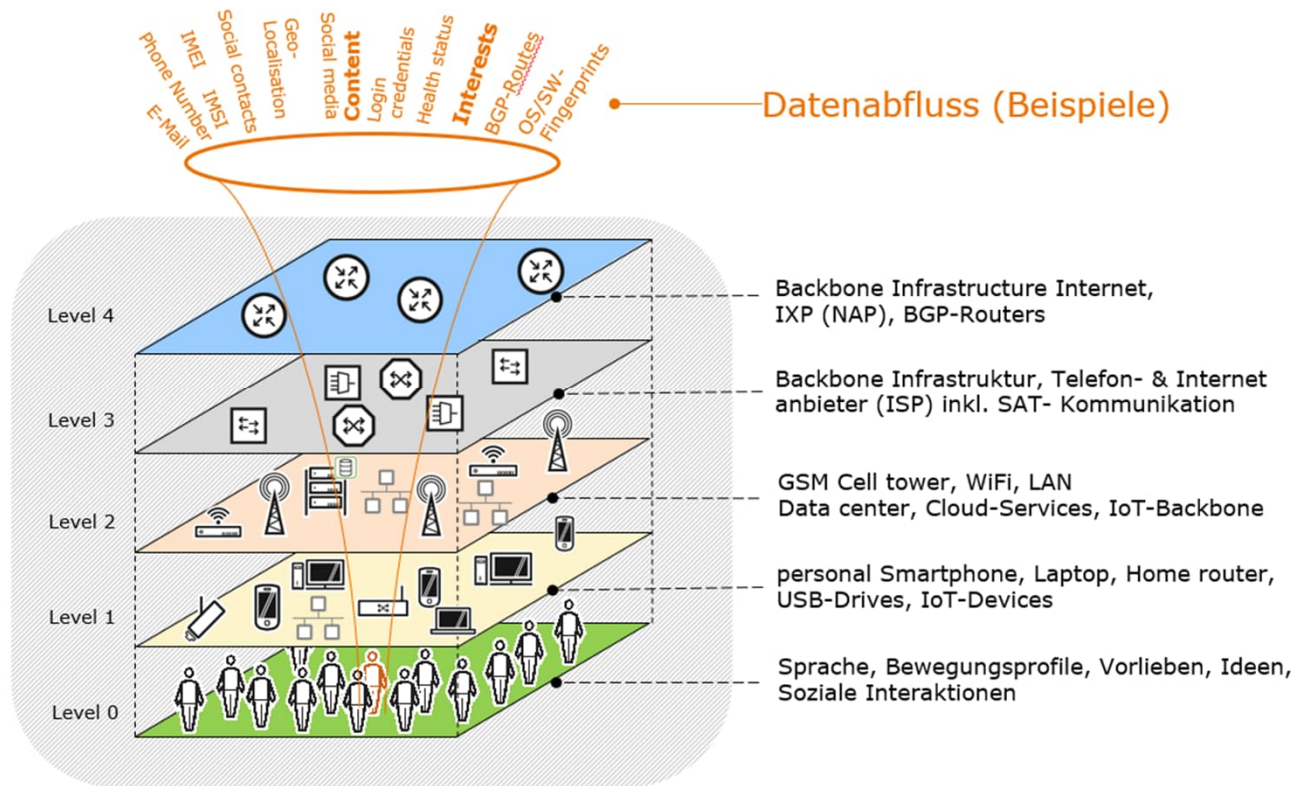 E-Mail
Phone Number
IMEI
IMSI
Social contacts
Geo-
Localisation
Social media
Content
Login
credentials
Health status
Interests
BGP-Routes
OS/SW-
Fingerprints
Datenabfluss (Beispiele)
Level 4
Backbone Infrastructure Internet,
IXP (NAP), BGP-Routers
Level 3
Backbone Infrastruktur, Telefon- & Internet
anbieter (ISP) inkl. SAT- Kommunikation
Level 2
GSM Cell tower, WiFi, LAN
Data center, Cloud-Services, IoT-Backbone
Level 1
personal Smartphone, Laptop, Home router,
USB-Drives, IoT-Devices
Level 0
Sprache, Bewegungsprofile, Vorlieben, Ideen,
Soziale Interaktionen